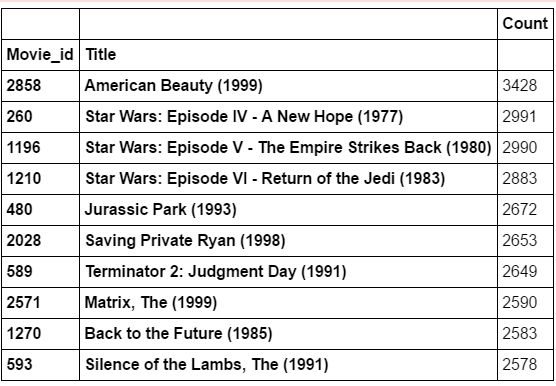 Count
Movie_id Title
2858 American Beauty (1999) 3428
260 Star Wars: Episode IV - A New Hope (1977) 2991
1196 Star Wars: Episode V - The Empire Strikes Back (1980) 2990
1210 Star Wars: Episode VI - Return of the Jedi (1983) 2883
480 Jurassic Park (1993) 2672
2028 Saving Private Ryan (1998) 2653
589 Terminator 2: Judgment Day (1991) 2649
2571 Matrix, The (1999) 2590
1270 Back to the Future (1985) 2583
593 Silence of the Lambs, The (1991) 2578